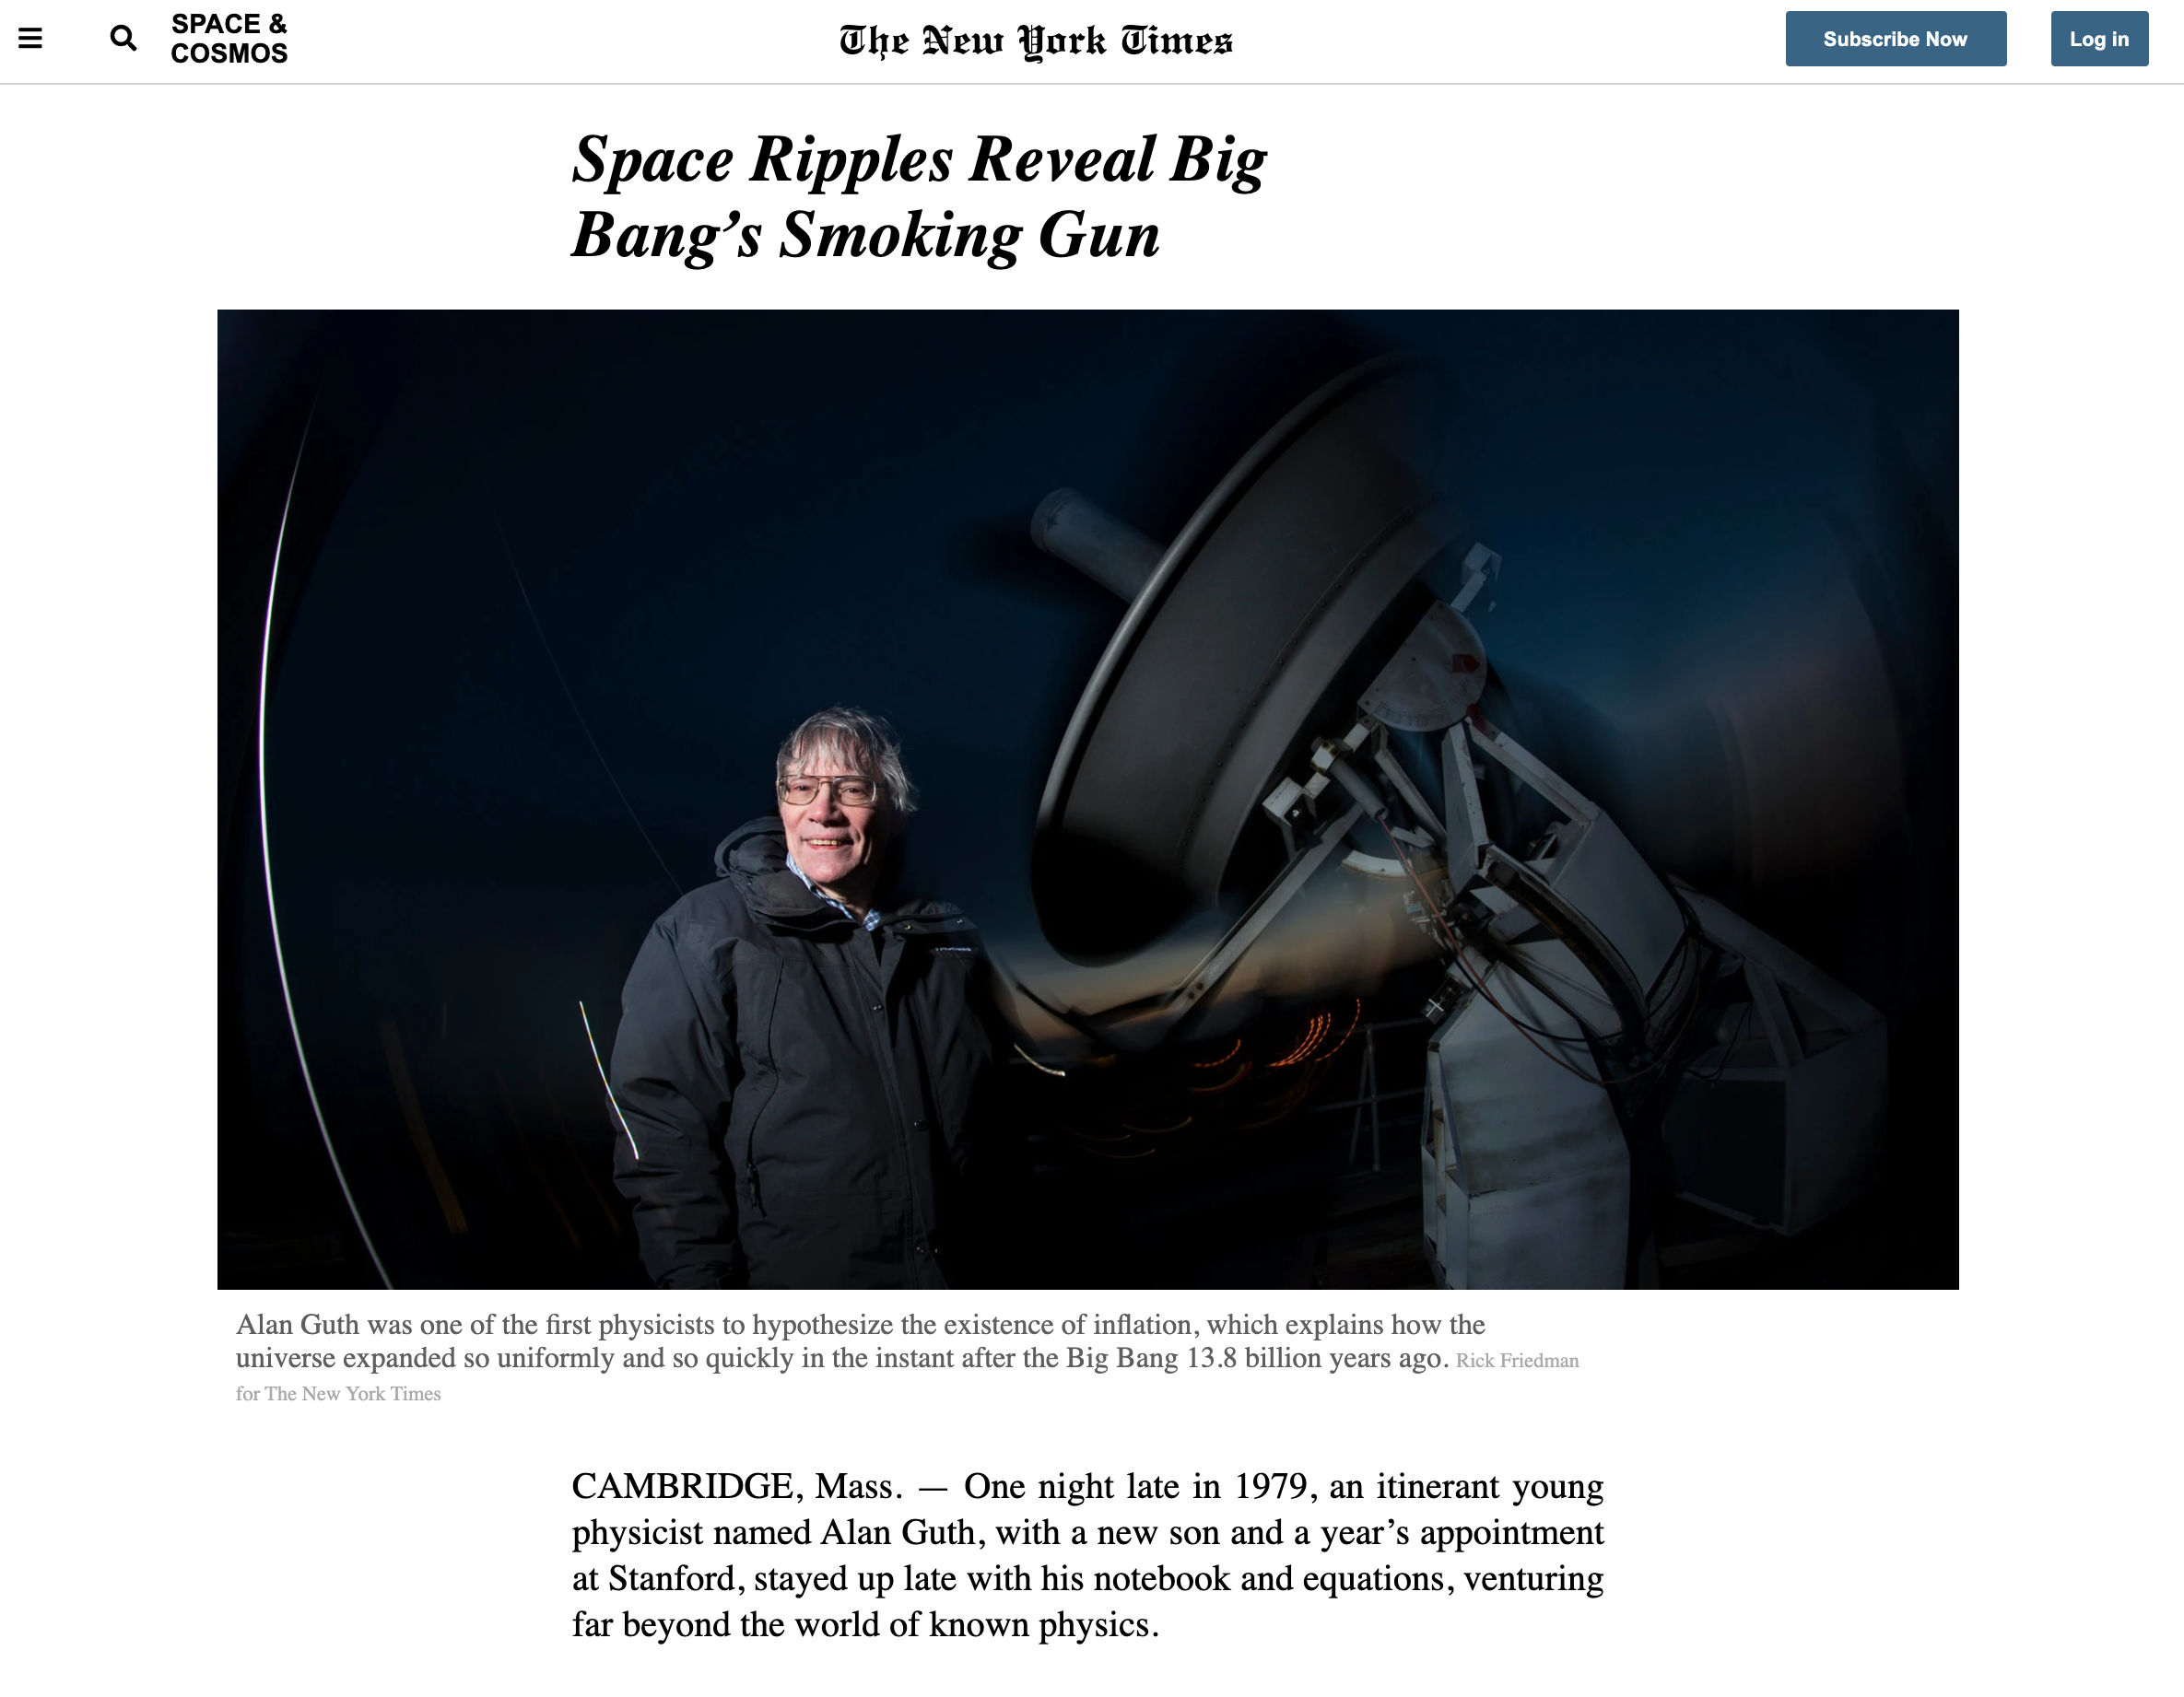 SPACE &
COSMOS
The New York Times
Subscribe Now
Log in
Space Ripples Reveal Big
Bang’s Smoking Gun
Alan Guth was one of the first physicists to hypothesize the existence of inflation, which explains how the
universe expanded so uniformly and so quickly in the instant after the Big Bang 13.8 billion years ago. Rick Friedman
for The New York Times
CAMBRIDGE, Mass. — One night late in 1979, an itinerant young
physicist named Alan Guth, with a new son and a year’s appointment
at Stanford, stayed up late with his notebook and equations, venturing
far beyond the world of known physics.